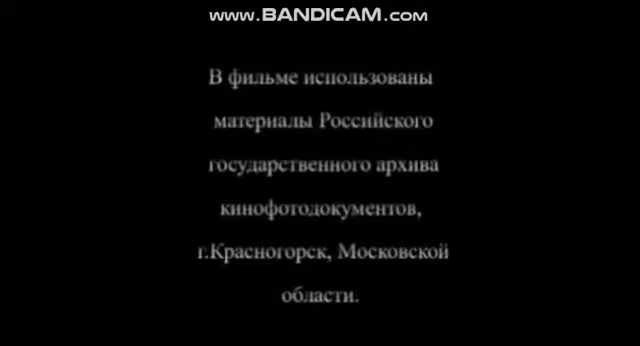 www.BANDICAM.com
В фильме использованы
материалы Российского
государственного архива
кинофотодокументов,
г.Красногорск, Московской
области.